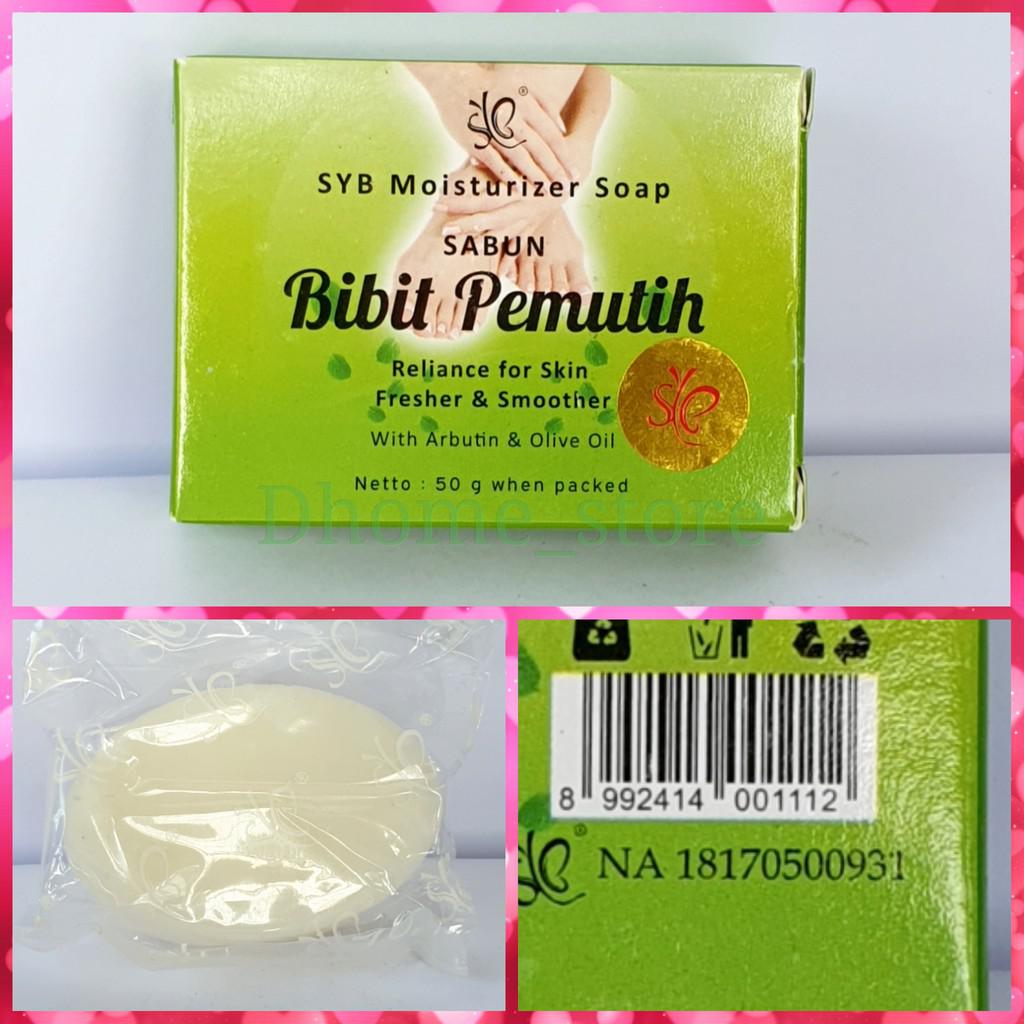 SYB Moisturizer Soap
SABUN
Bibit Pemutih
Reliance for Skin
Fresher & Smoother
With Arbutin & Olive Oil
Netto : 50 g when packed
Dhome_store
8 992414 001112
NA 18170500931